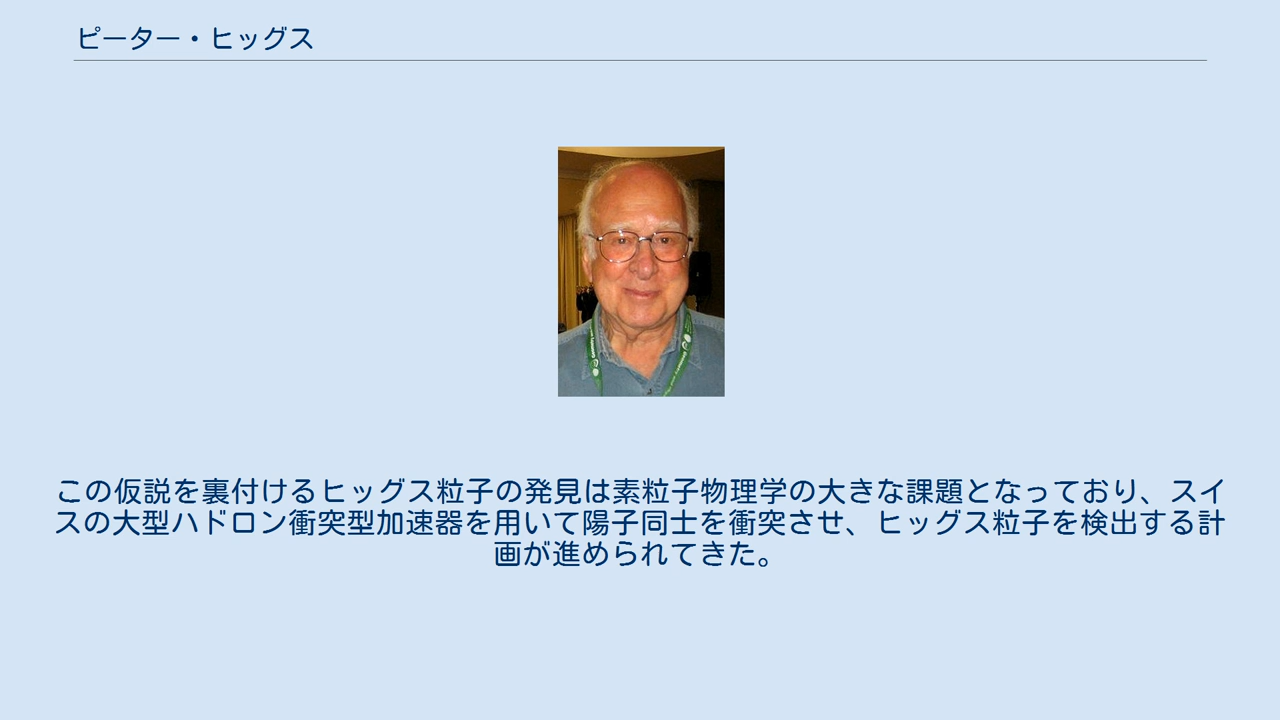 ピーター・ヒッグス
この仮説を裏付けるヒッグス粒子の発見は素粒子物理学の大きな課題となっており、スイ
スの大型ハドロン衝突型加速器を用いて陽子同士を衝突させ、ヒッグス粒子を検出する計
画が進められてきた。